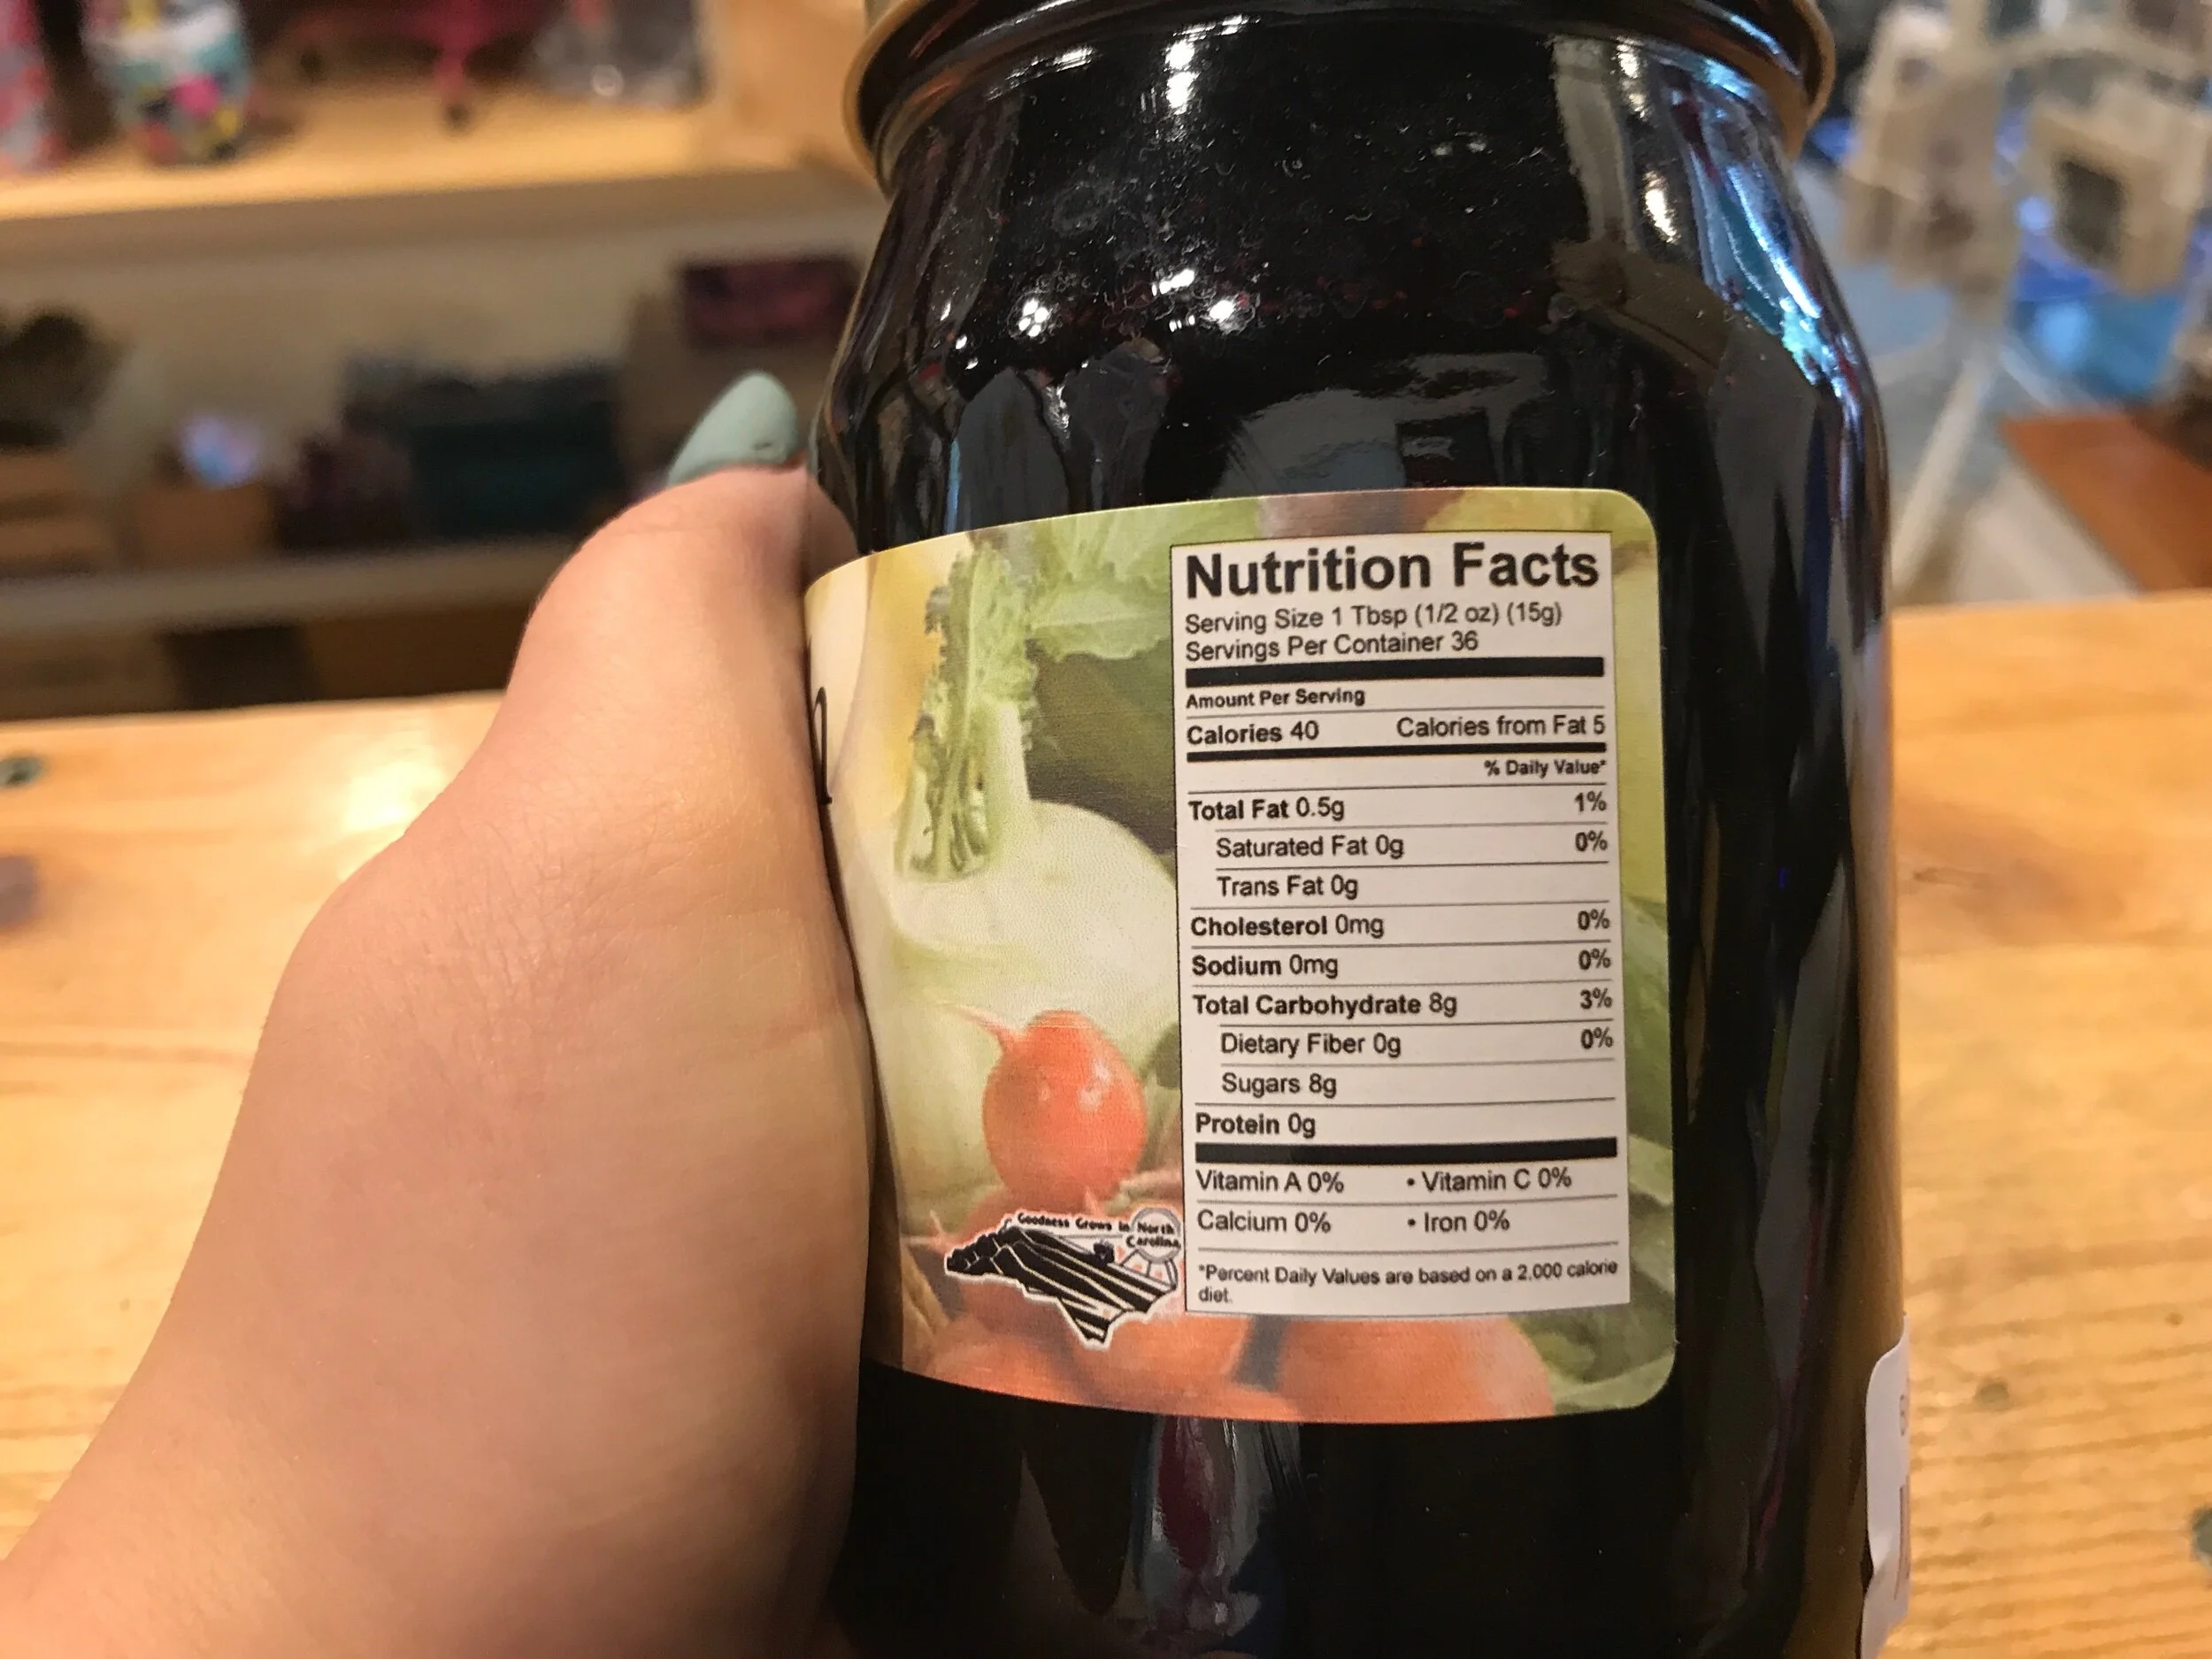 Nutrition Facts
Serving Size 1 Tbsp (1/2 oz) (15g)
Servings Per Container 36
Amount Per Serving
Calories 40 Calories from Fat 5
% Daily Value*
Total Fat 0.5g 1%
Saturated Fat 0g 0%
Trans Fat 0g
Cholesterol 0mg 0%
Sodium 0mg 0%
Total Carbohydrate 8g 3%
Dietary Fiber 0g 0%
Sugars 8g
Protein 0g
Vitamin A 0% • Vitamin C 0%
Calcium 0% • Iron 0%
*Percent Daily Values are based on a 2,000 calorie
diet.
Goodness Grows in North
Carolina